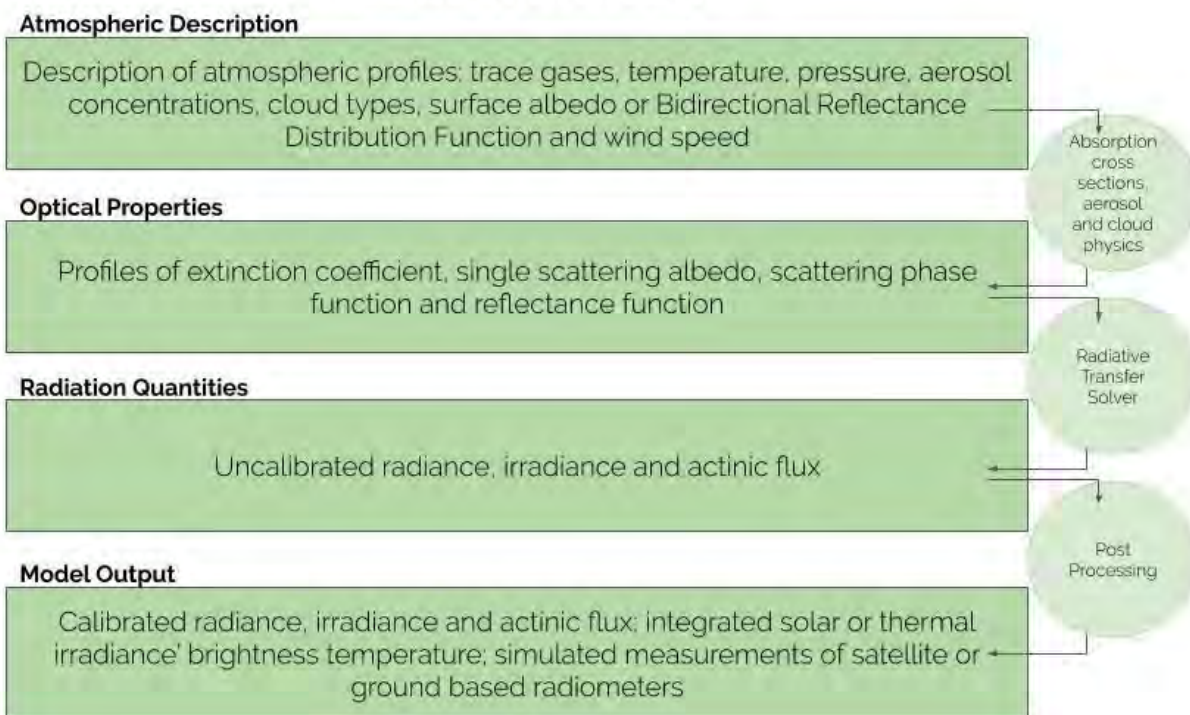 Atmospheric Description
Description of atmospheric profiles: trace gases, temperature, pressure, aerosol
concentrations, cloud types, surface albedo or Bidirectional Reflectance
Distribution Function and wind speed
Absorption
cross
sections,
aerosol
and cloud
physics
Optical Properties
Profiles of extinction coefficient, single scattering albedo, scattering phase
function and reflectance function
Radiative
Transfer
Solver
Radiation Quantities
Uncalibrated radiance, irradiance and actinic flux
Post
Processing
Model Output
Calibrated radiance, irradiance and actinic flux; integrated solar or thermal
irradiance' brightness temperature; simulated measurements of satellite or
ground based radiometers